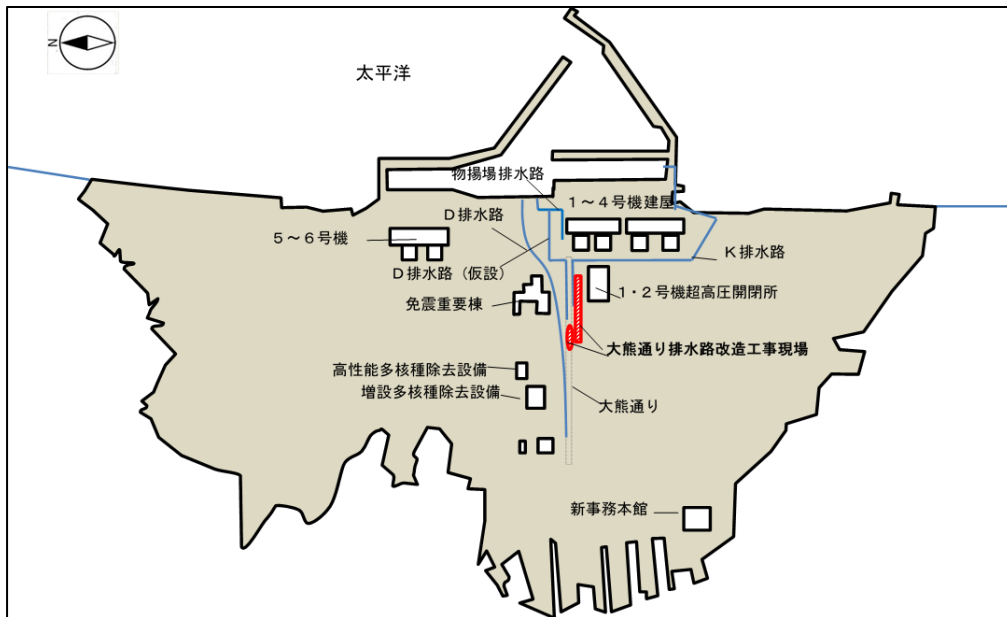 N
太平洋
物揚場排水路
1~4号機建屋
D排水路
5~6号機
K排水路
D排水路(仮設)
1・2号機超高圧開閉所
免震重要棟
大熊通り排水路改造工事現場
高性能多核種除去設備
増設多核種除去設備
大熊通り
新事務本館